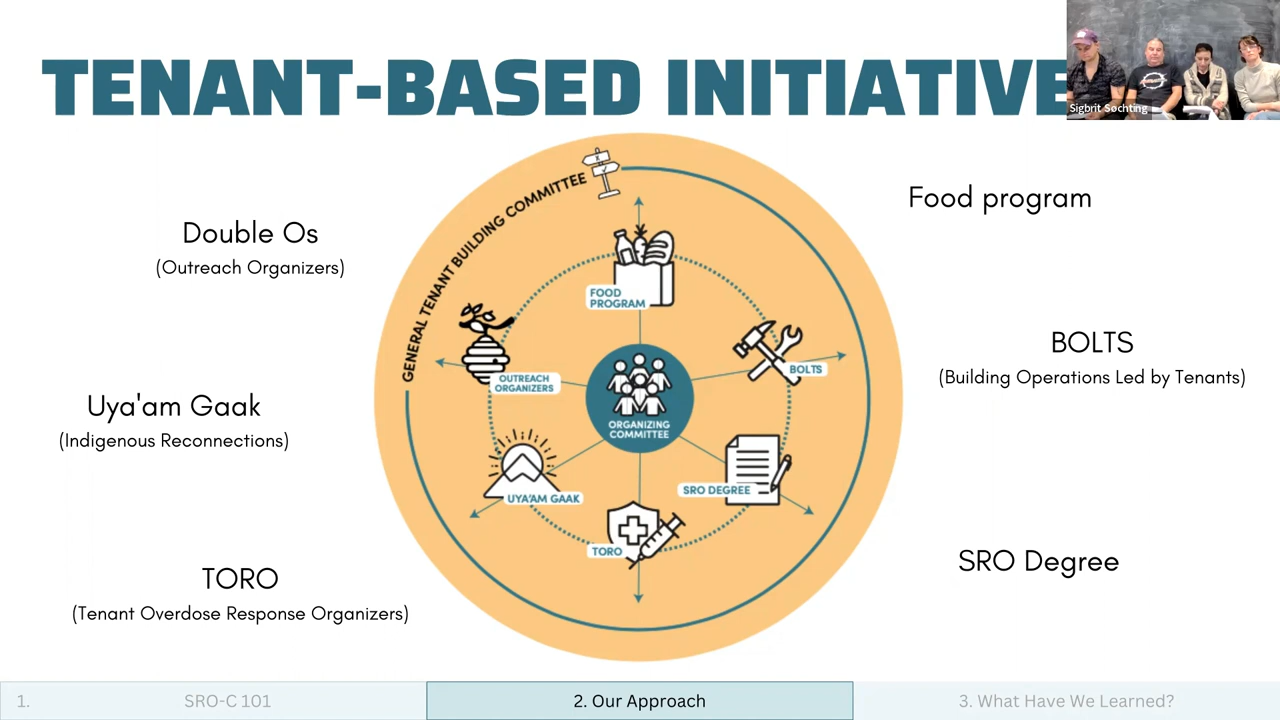 TENANT-BASED INITIATIVE
Sigbrit Søchting
Double Os
(Outreach Organizers)
Uya'am Gaak
(Indigenous Reconnections)
TORO
(Tenant Overdose Response Organizers)
GENERAL TENANT BUILDING COMMITTEE
FOOD
PROGRAM
BOLTS
OUTREACH
ORGANIZERS
ORGANIZING
COMMITTEE
UYA'AM GAAK
SRO DEGREE
TORO
Food program
BOLTS
(Building Operations Led by Tenants)
SRO Degree
1.
SRO-C 101
2. Our Approach
3. What Have We Learned?